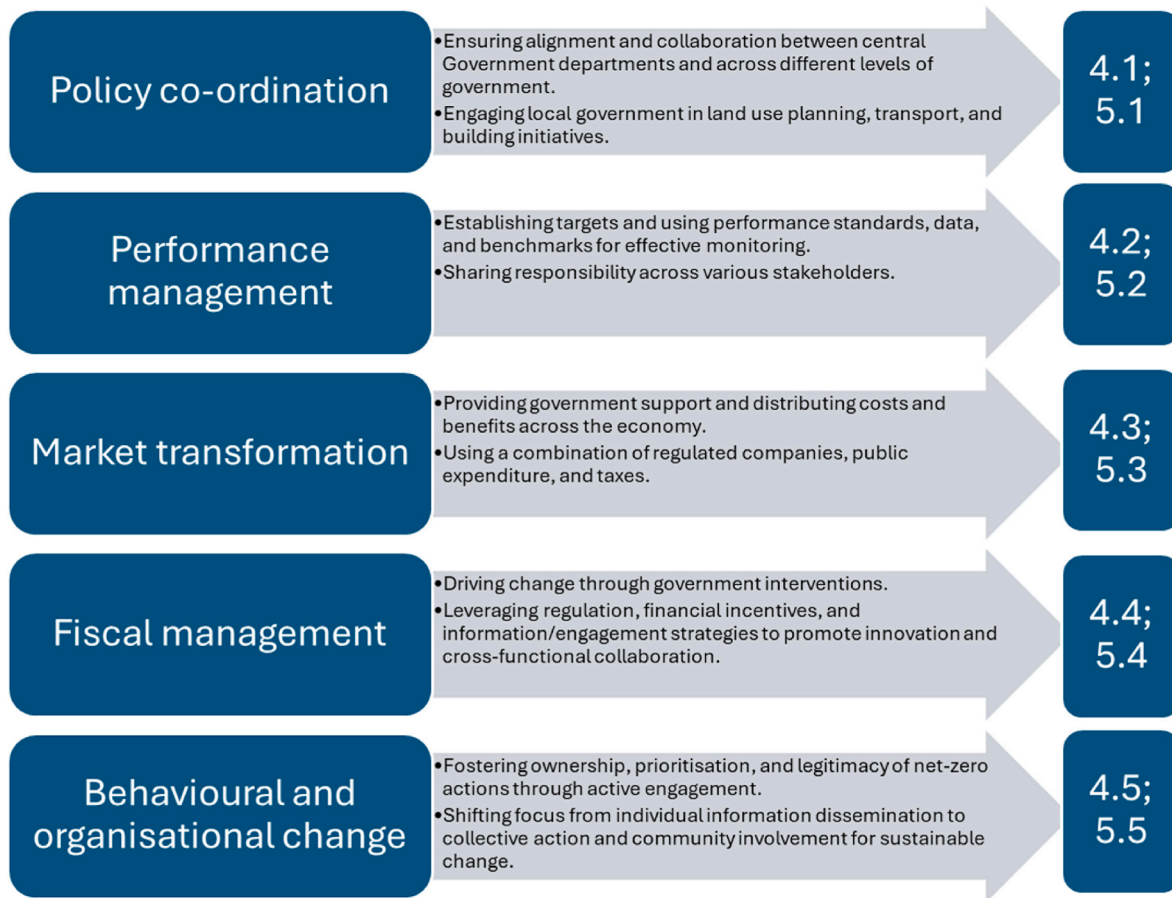 Policy co-ordination
•Ensuring alignment and collaboration between central
Government departments and across different levels of
government.
•Engaging local government in land use planning, transport, and
building initiatives.
4.1;
5.1
Performance
management
•Establishing targets and using performance standards, data,
and benchmarks for effective monitoring.
•Sharing responsibility across various stakeholders.
4.2;
5.2
Market transformation
•Providing government support and distributing costs and
benefits across the economy.
•Using a combination of regulated companies, public
expenditure, and taxes.
4.3;
5.3
Fiscal management
•Driving change through government interventions.
•Leveraging regulation, financial incentives, and
information/engagement strategies to promote innovation and
cross-functional collaboration.
4.4;
5.4
Behavioural and
organisational change
•Fostering ownership, prioritisation, and legitimacy of net-zero
actions through active engagement.
•Shifting focus from individual information dissemination to
collective action and community involvement for sustainable
change.
4.5;
5.5